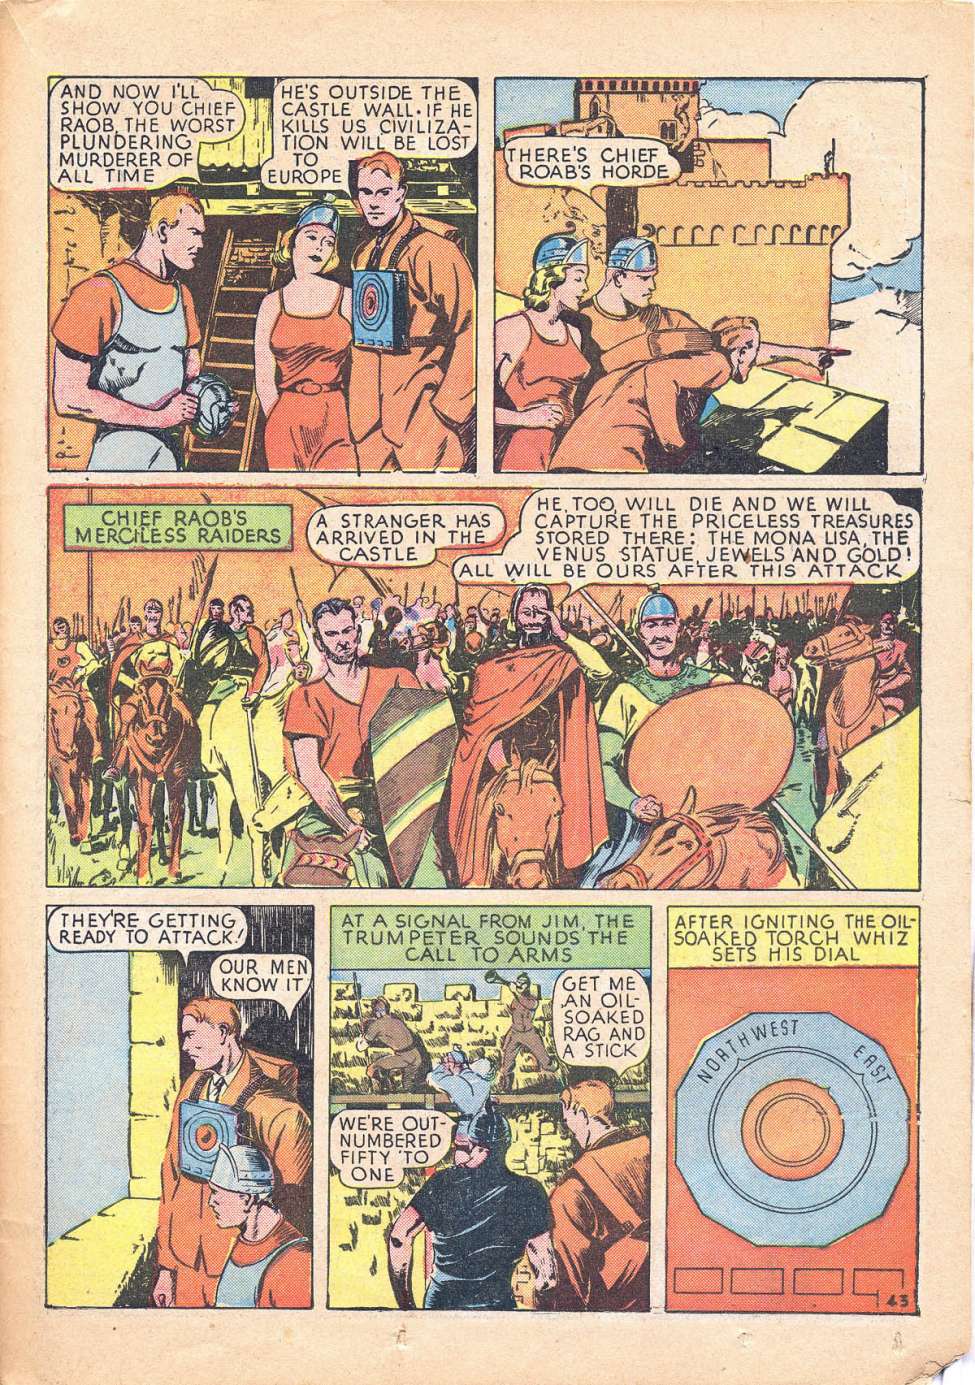 AND NOW I'LL
SHOW YOU CHIEF
RAOB, THE WORST
PLUNDERING
MURDERER OF
ALL TIME
HE'S OUTSIDE THE
CASTLE WALL. IF HE
KILLS US CIVILIZA-
TION WILL BE LOST
TO
EUROPE
THERE'S CHIEF
ROAB'S HORDE
CHIEF RAOB'S
MERCILESS RAIDERS
A STRANGER HAS
ARRIVED IN THE
CASTLE
HE, TOO, WILL DIE AND WE WILL
CAPTURE THE PRICELESS TREASURES
STORED THERE: THE MONA LISA, THE
VENUS STATUE, JEWELS AND GOLD!
ALL WILL BE OURS AFTER THIS ATTACK
THEY'RE GETTING
READY TO ATTACK!
OUR MEN
KNOW IT
AT A SIGNAL FROM JIM, THE
TRUMPETER SOUNDS THE
CALL TO ARMS
GET ME
AN OIL-
SOAKED
RAG AND
A STICK
WE'RE OUT-
NUMBERED
FIFTY TO
ONE
AFTER IGNITING THE OIL-
SOAKED TORCH WHIZ
SETS HIS DIAL
NORTHWEST
EAST
43